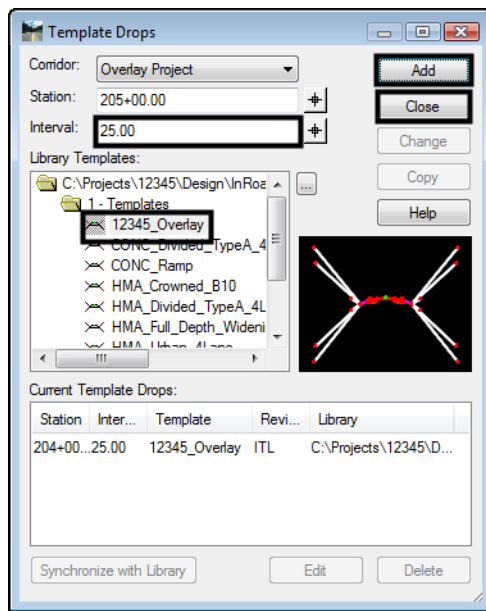 Template Drops
Corridor: Overlay Project
Add
Station: 205+00.00
Close
Interval: 25.00
Change
Library Templates:
C:\Projects\12345\Design\InRoa
...
Copy
1 - Templates
Help
12345_Overlay
CONC_Divided_TypeA_4
CONC_Ramp
HMA_Crowned_B10
HMA_Divided_TypeA_4L
HMA_Full_Depth_Wideni
HMA_Urban_4Lane
Current Template Drops:
Station Inter... Template Revi... Library
204+00... 25.00 12345_Overlay ITL C:\Projects\12345\D...
Synchronize with Library
Edit
Delete